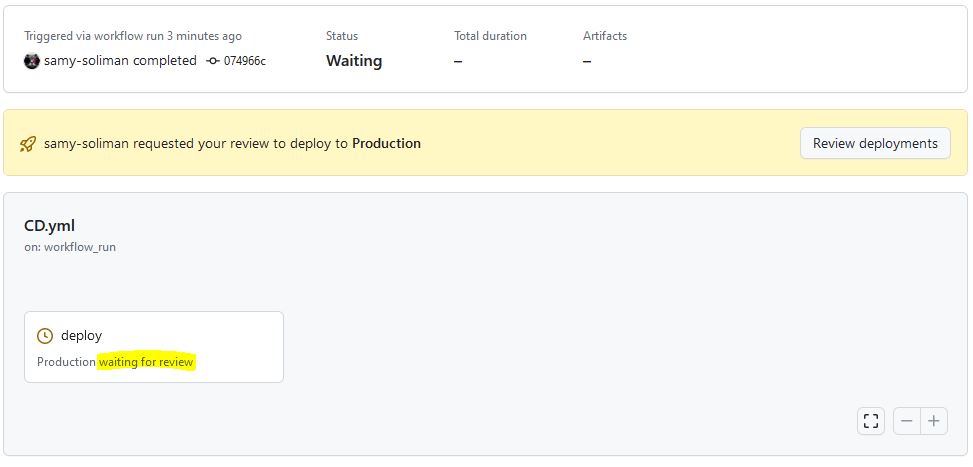 Triggered via workflow run 3 minutes ago
samy-soliman completed 074966c
Status
Waiting
Total duration
–
Artifacts
–
samy-soliman requested your review to deploy to Production
Review deployments
CD.yml
on: workflow_run
deploy
Production waiting for review